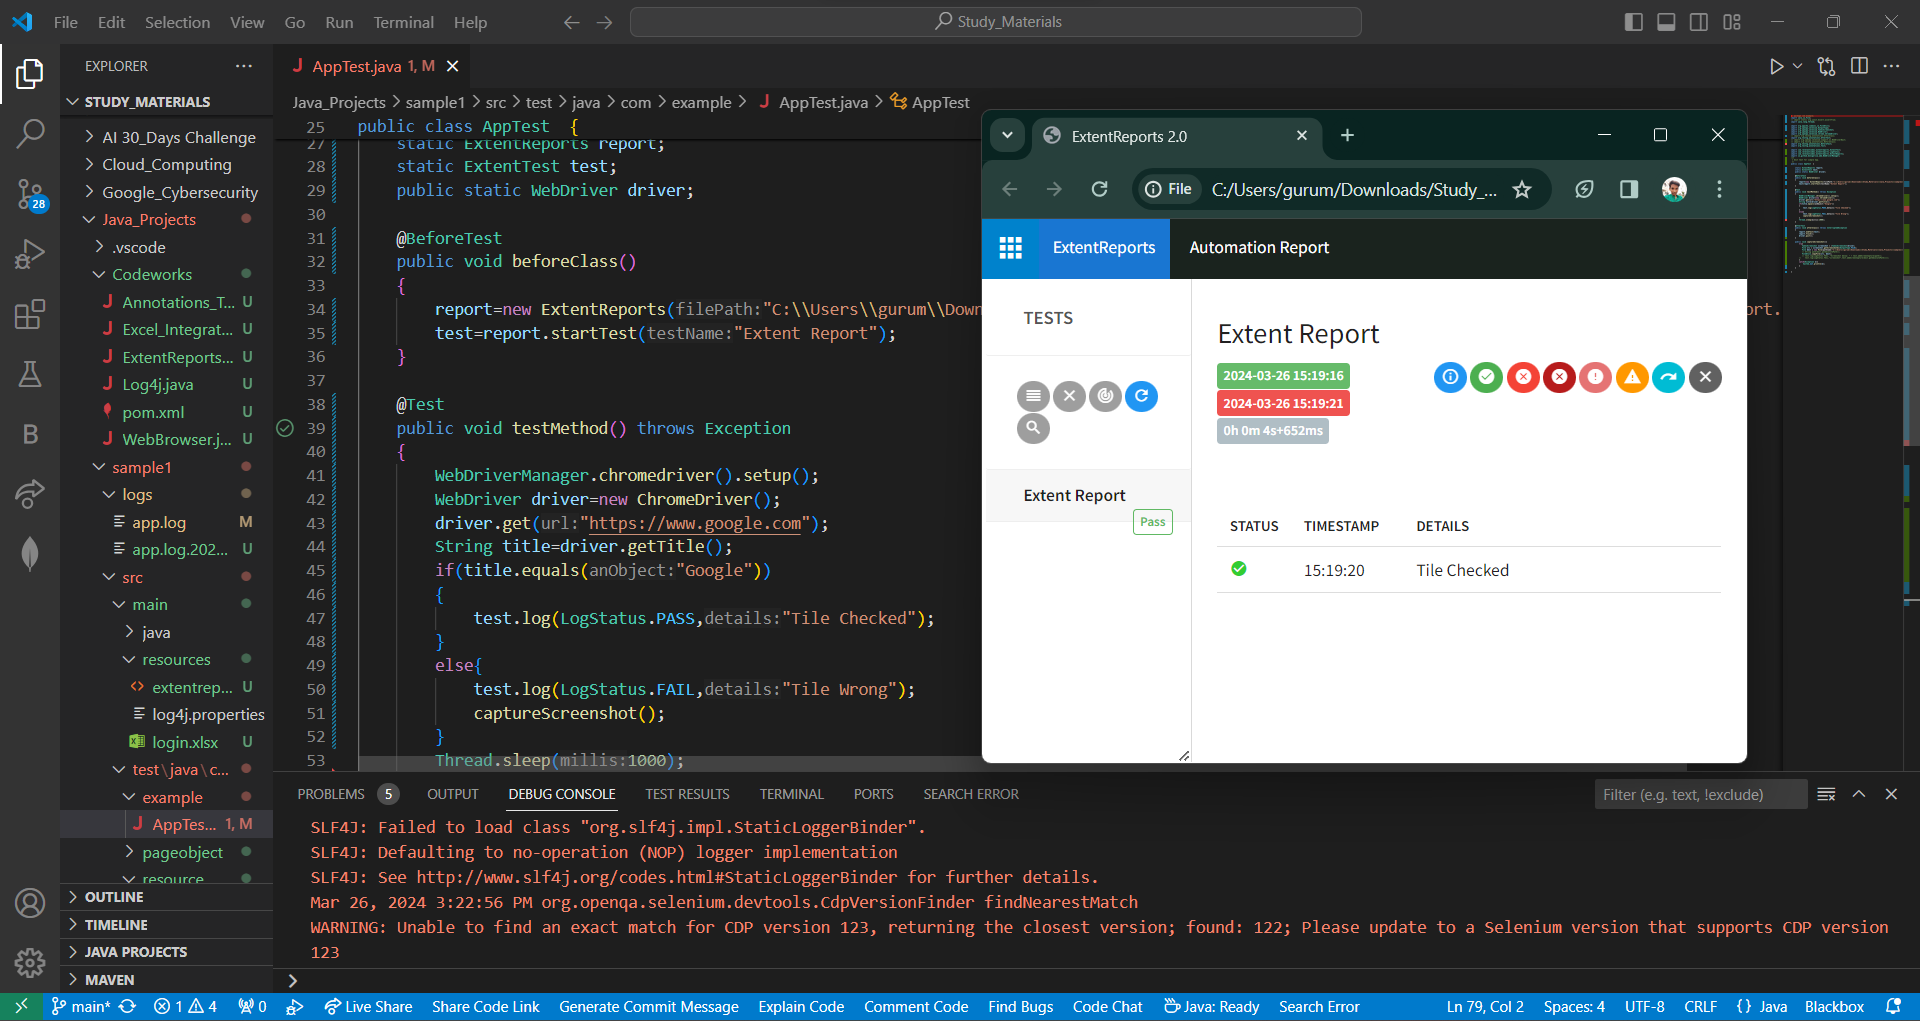 File Edit Selection View Go Run Terminal Help
Study_Materials
EXPLORER
STUDY_MATERIALS
AI 30_Days Challenge
Cloud_Computing
Google_Cybersecurity
Java_Projects
.vscode
Codeworks
Annotations_T... U
Excel_Integrat... U
ExtentReports... U
Log4j.java U
pom.xml U
WebBrowser.j... U
sample1
logs
app.log M
app.log.202... U
src
main
java
resources
extentrep... U
log4j.properties
login.xlsx U
test\java\c...
example
AppTes... 1, M
pageobject
resource
OUTLINE
TIMELINE
JAVA PROJECTS
MAVEN
28
AppTest.java 1, M
Java_Projects > sample1 > src > test > java > com > example > AppTest.java > AppTest
25 public class AppTest {
27 static ExtentReports report;
28 static ExtentTest test;
29 public static WebDriver driver;
30
31 @BeforeTest
32 public void beforeClass()
33 {
34 report=new ExtentReports(filePath:"C:\\Users\\gurum\\Down
ort.
35 test=report.startTest(testName:"Extent Report");
36 }
37
38 @Test
39 public void testMethod() throws Exception
40 {
41 WebDriverManager.chromedriver().setup();
42 WebDriver driver=new ChromeDriver();
43 driver.get(url:"https://www.google.com");
44 String title=driver.getTitle();
45 if(title.equals(anObject:"Google"))
46 {
47 test.log(LogStatus.PASS,details:"Tile Checked");
48 }
49 else{
50 test.log(LogStatus.FAIL,details:"Tile Wrong");
51 captureScreenshot();
52 }
53 Thread.sleep(millis:1000);
ExtentReports 2.0
File C:/Users/gurum/Downloads/Study_...
ExtentReports Automation Report
TESTS
Extent Report
Pass
Extent Report
2024-03-26 15:19:16
2024-03-26 15:19:21
0h 0m 4s+652ms
STATUS TIMESTAMP DETAILS
15:19:20 Tile Checked
PROBLEMS 5 OUTPUT DEBUG CONSOLE TEST RESULTS TERMINAL PORTS SEARCH ERROR
Filter (e.g. text, !exclude)
SLF4J: Failed to load class "org.slf4j.impl.StaticLoggerBinder".
SLF4J: Defaulting to no-operation (NOP) logger implementation
SLF4J: See http://www.slf4j.org/codes.html#StaticLoggerBinder for further details.
Mar 26, 2024 3:22:56 PM org.openqa.selenium.devtools.CdpVersionFinder findNearestMatch
WARNING: Unable to find an exact match for CDP version 123, returning the closest version; found: 122; Please update to a Selenium version that supports CDP version
123
main* 1 4 0 Live Share Share Code Link Generate Commit Message Explain Code Comment Code Find Bugs Code Chat Java: Ready Search Error Ln 79, Col 2 Spaces: 4 UTF-8 CRLF {} Java Blackbox